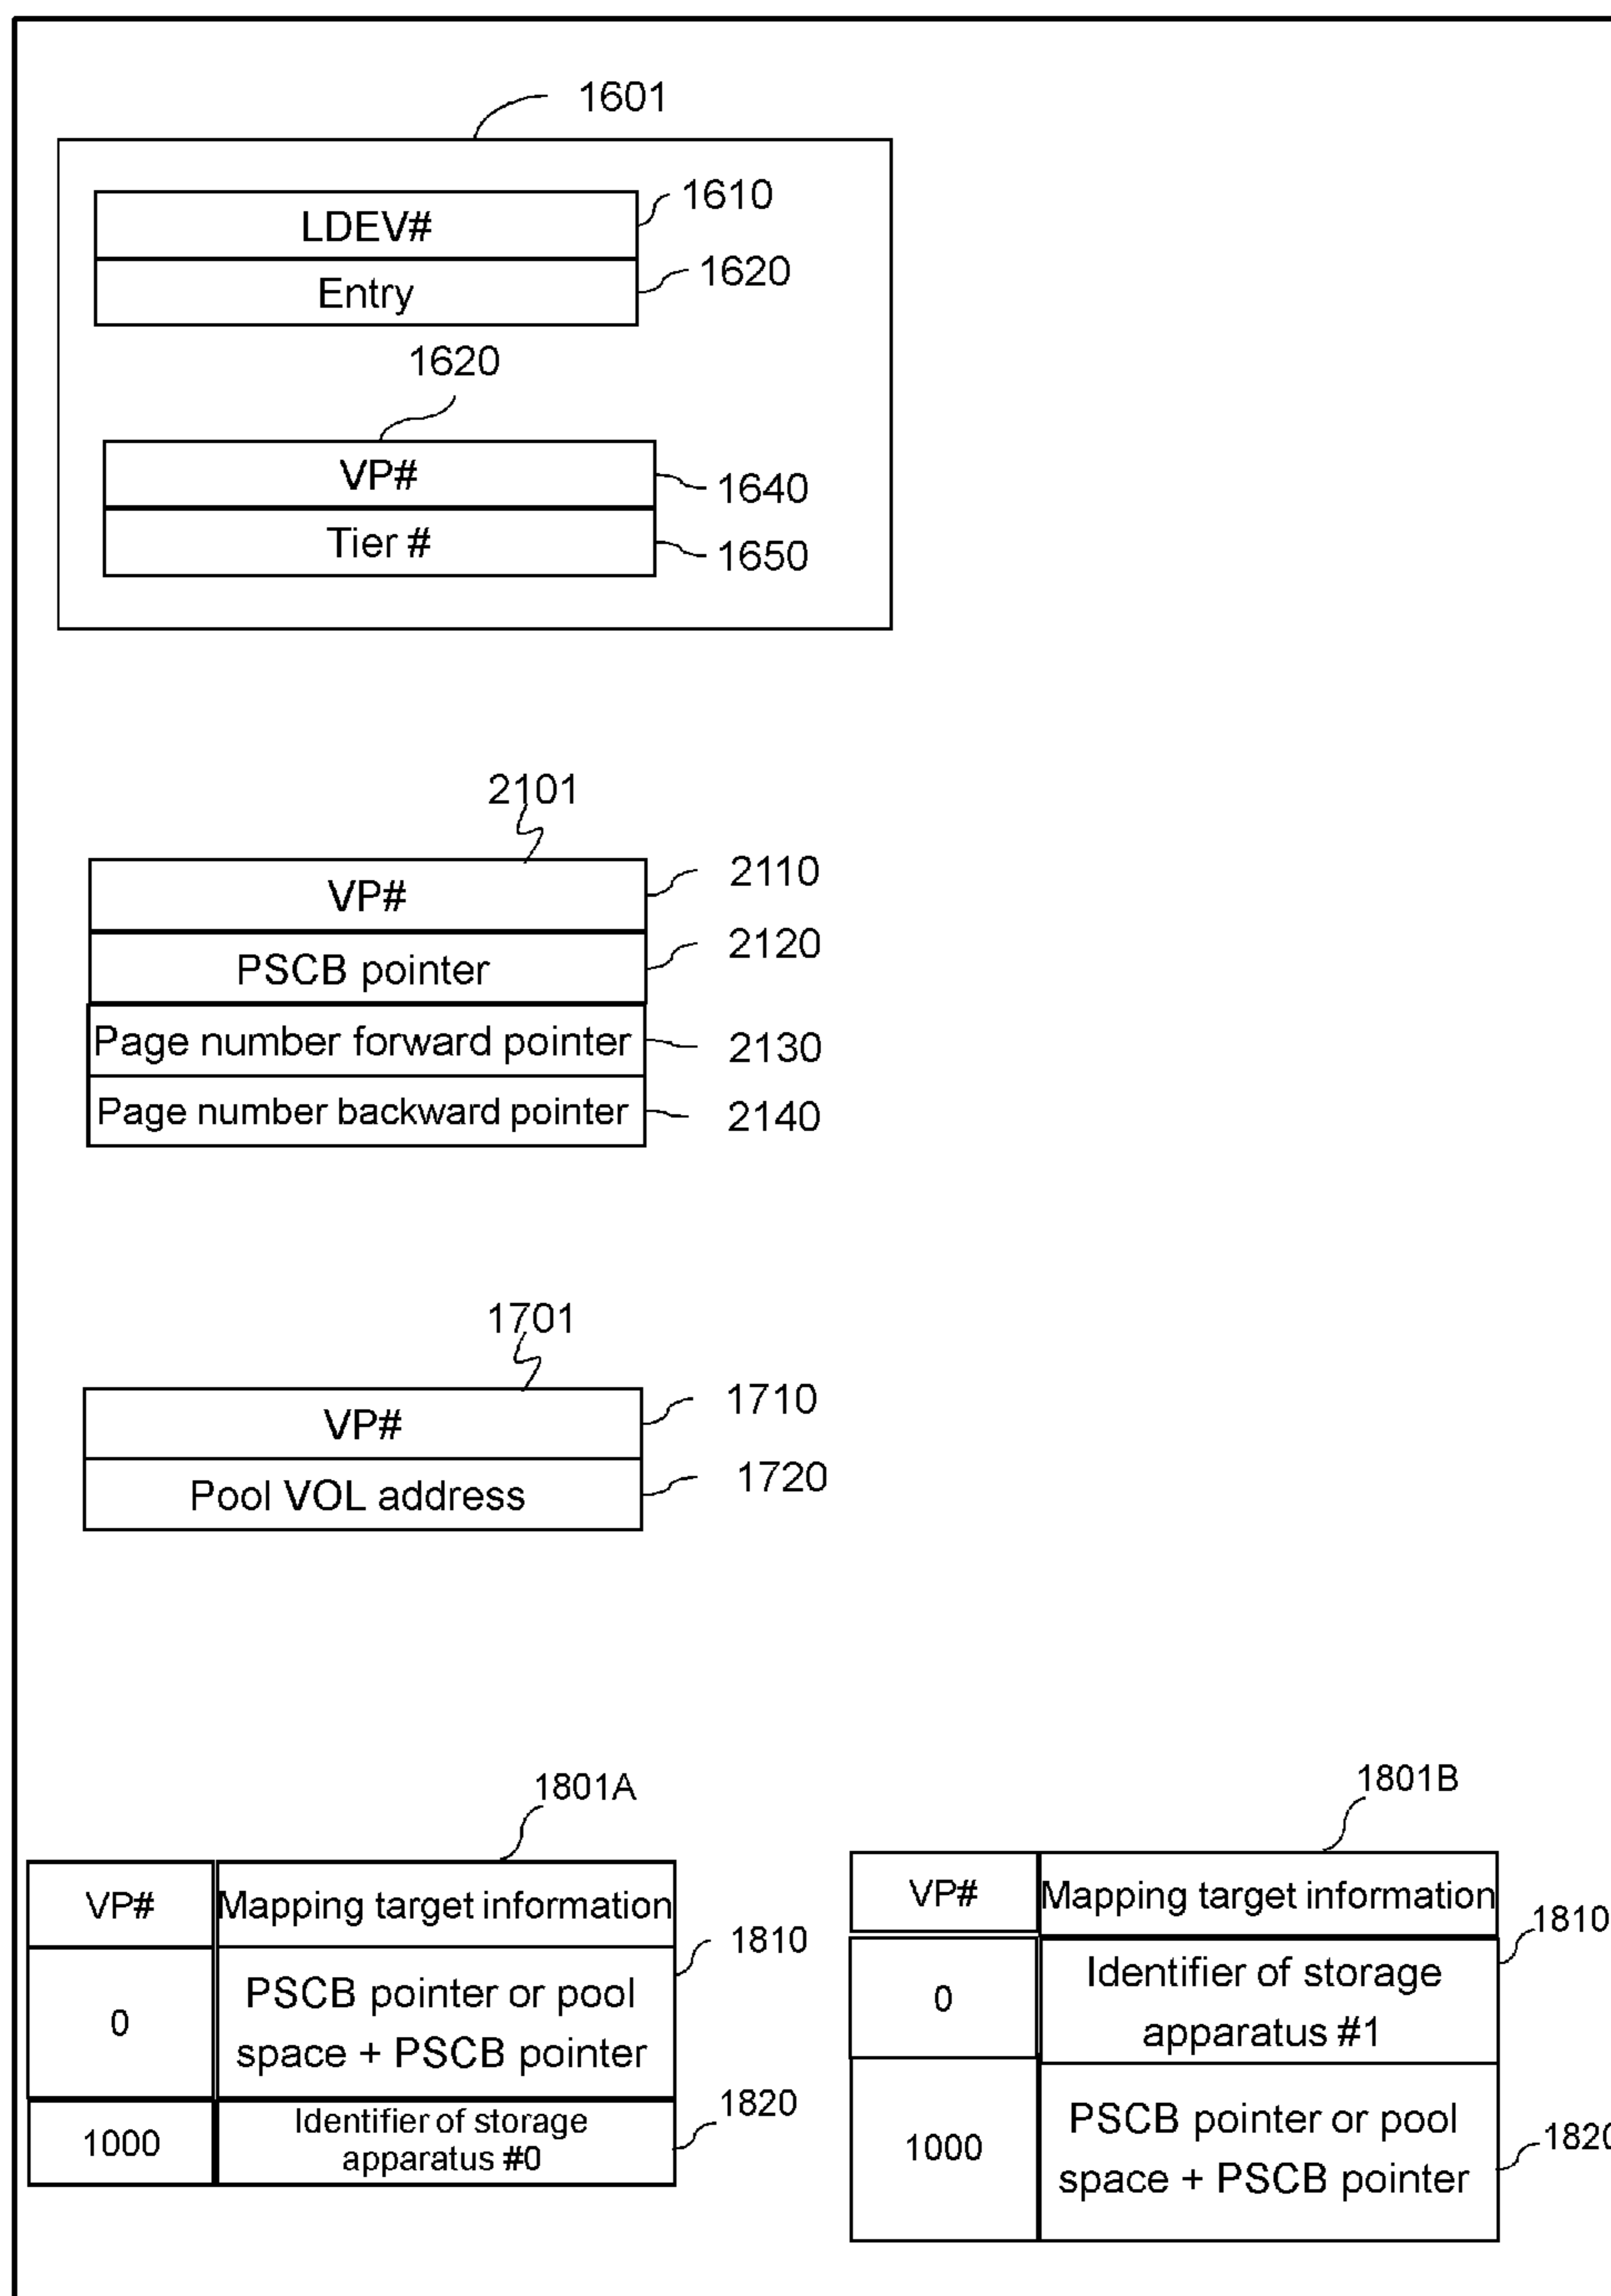 1601
LDEV#
1610
Entry
1620
1620
VP#
1640
Tier #
1650
2101
VP#
2110
PSCB pointer
2120
Page number forward pointer
2130
Page number backward pointer
2140
1701
VP#
1710
Pool VOL address
1720
1801A
VP#
Mapping target information
0
PSCB pointer or pool
space + PSCB pointer
1810
1000
Identifier of storage
apparatus #0
1820
1801B
VP#
Mapping target information
0
Identifier of storage
apparatus #1
1810
1000
PSCB pointer or pool
space + PSCB pointer
1820